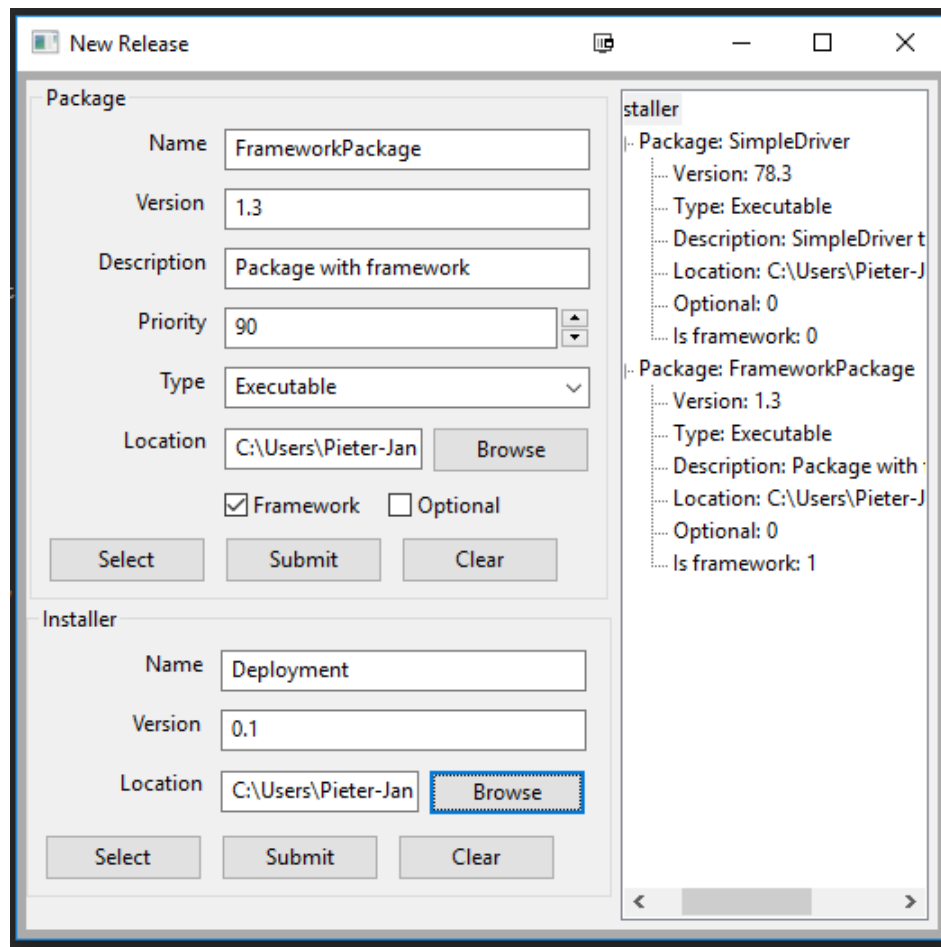 New Release
Package
Name FrameworkPackage
Version 1.3
Description Package with framework
Priority 90
Type Executable
Location C:\Users\Pieter-Jan Browse
Framework Optional
Select Submit Clear
Installer
Name Deployment
Version 0.1
Location C:\Users\Pieter-Jan Browse
Select Submit Clear
staller
Package: SimpleDriver
Version: 78.3
Type: Executable
Description: SimpleDriver t
Location: C:\Users\Pieter-J
Optional: 0
Is framework: 0
Package: FrameworkPackage
Version: 1.3
Type: Executable
Description: Package with
Location: C:\Users\Pieter-J
Optional: 0
Is framework: 1